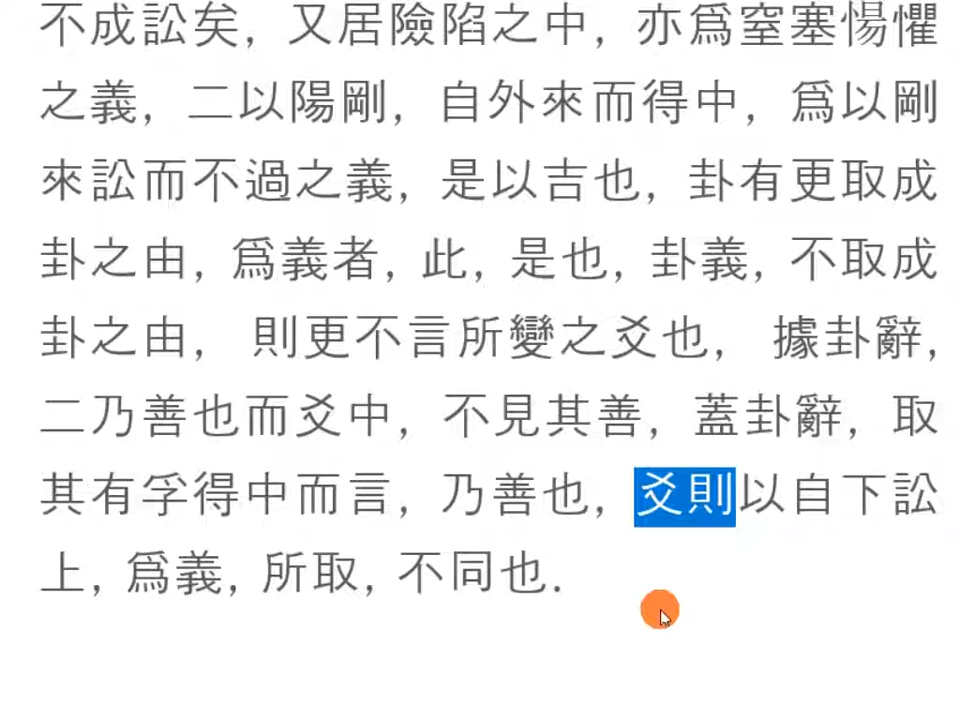 不成訟矣, 又居險陷之中, 亦爲窒塞惕懼
之義, 二以陽剛, 自外來而得中, 爲以剛
來訟而不過之義, 是以吉也, 卦有更取成
卦之由, 爲義者, 此, 是也, 卦義, 不取成
卦之由, 則更不言所變之爻也, 據卦辭,
二乃善也而爻中, 不見其善, 蓋卦辭, 取
其有孚得中而言, 乃善也, 爻則以自下訟
上, 爲義, 所取, 不同也.